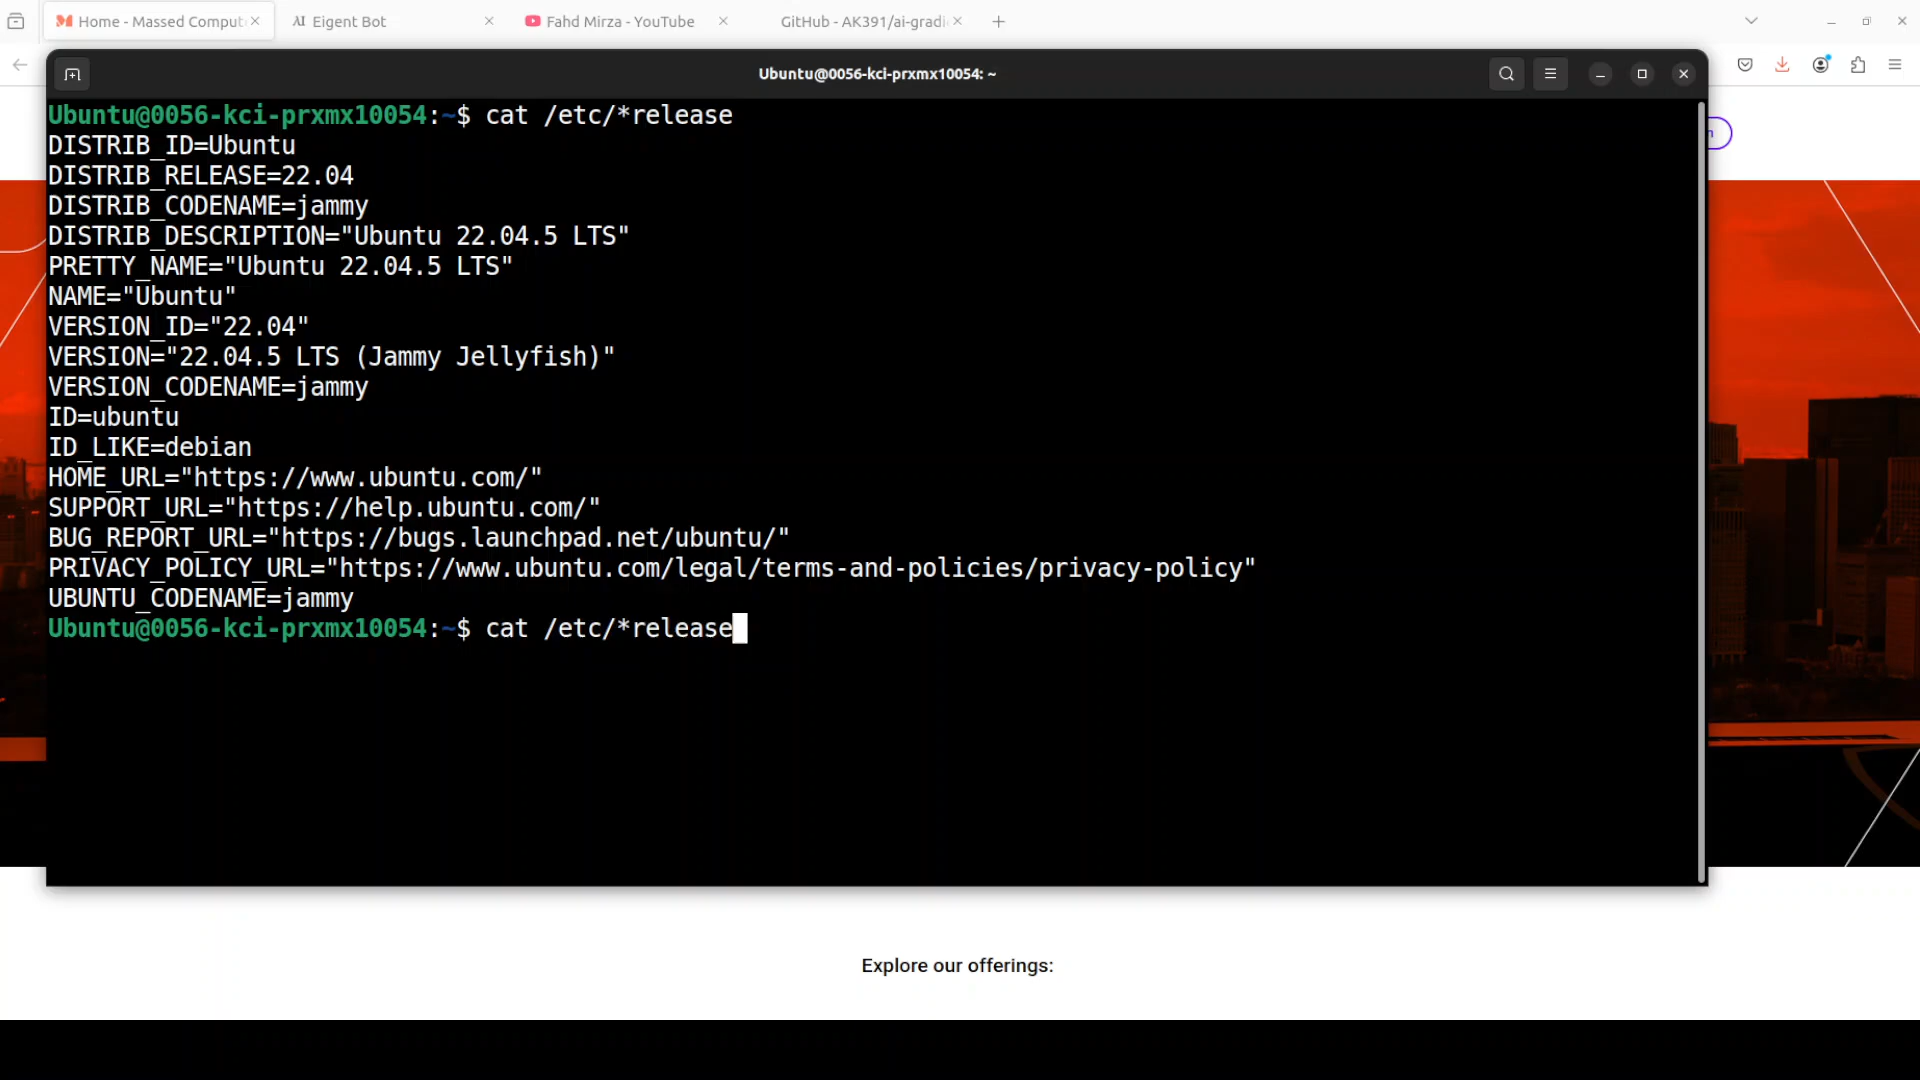 Home - Massed Comput
Eigent Bot
Fahd Mirza - YouTube
GitHub - AK391/ai-gradi
Ubuntu@0056-kci-prxmx10054: ~
Ubuntu@0056-kci-prxmx10054:~$ cat /etc/*release
DISTRIB_ID=Ubuntu
DISTRIB_RELEASE=22.04
DISTRIB_CODENAME=jammy
DISTRIB_DESCRIPTION="Ubuntu 22.04.5 LTS"
PRETTY_NAME="Ubuntu 22.04.5 LTS"
NAME="Ubuntu"
VERSION_ID="22.04"
VERSION="22.04.5 LTS (Jammy Jellyfish)"
VERSION_CODENAME=jammy
ID=ubuntu
ID_LIKE=debian
HOME_URL="https://www.ubuntu.com/"
SUPPORT_URL="https://help.ubuntu.com/"
BUG_REPORT_URL="https://bugs.launchpad.net/ubuntu/"
PRIVACY_POLICY_URL="https://www.ubuntu.com/legal/terms-and-policies/privacy-policy"
UBUNTU_CODENAME=jammy
Ubuntu@0056-kci-prxmx10054:~$ cat /etc/*release
Explore our offerings: